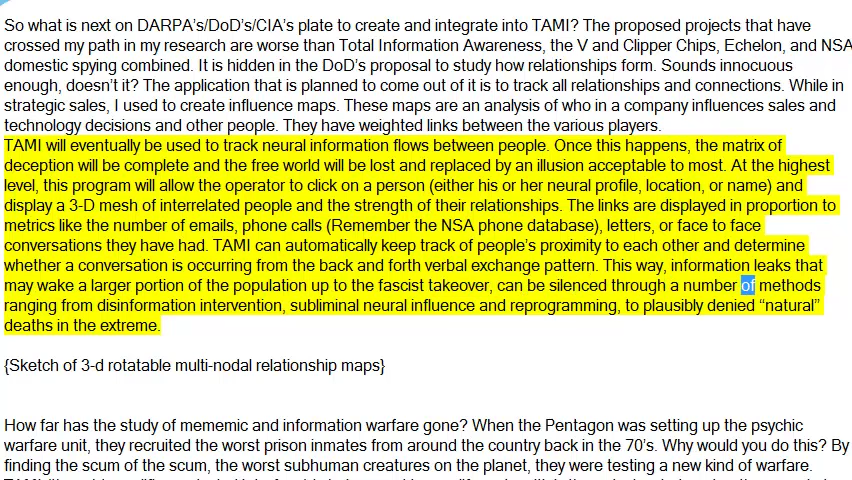 So what is next on DARPA's/DoD's/CIA's plate to create and integrate into TAMI? The proposed projects that have
crossed my path in my research are worse than Total Information Awareness, the V and Clipper Chips, Echelon, and NSA
domestic spying combined. It is hidden in the DoD's proposal to study how relationships form. Sounds innocuous
enough, doesn't it? The application that is planned to come out of it is to track all relationships and connections. While in
strategic sales, I used to create influence maps. These maps are an analysis of who in a company influences sales and
technology decisions and other people. They have weighted links between the various players.
TAMI will eventually be used to track neural information flows between people. Once this happens, the matrix of
deception will be complete and the free world will be lost and replaced by an illusion acceptable to most. At the highest
level, this program will allow the operator to click on a person (either his or her neural profile, location, or name) and
display a 3-D mesh of interrelated people and the strength of their relationships. The links are displayed in proportion to
metrics like the number of emails, phone calls (Remember the NSA phone database), letters, or face to face
conversations they have had. TAMI can automatically keep track of people's proximity to each other and determine
whether a conversation is occurring from the back and forth verbal exchange pattern. This way, information leaks that
may wake a larger portion of the population up to the fascist takeover, can be silenced through a number of methods
ranging from disinformation intervention, subliminal neural influence and reprogramming, to plausibly denied “natural”
deaths in the extreme.
{Sketch of 3-d rotatable multi-nodal relationship maps}
How far has the study of mememic and information warfare gone? When the Pentagon was setting up the psychic
warfare unit, they recruited the worst prison inmates from around the country back in the 70's. Why would you do this? By
finding the scum of the scum, the worst subhuman creatures on the planet, they were testing a new kind of warfare.